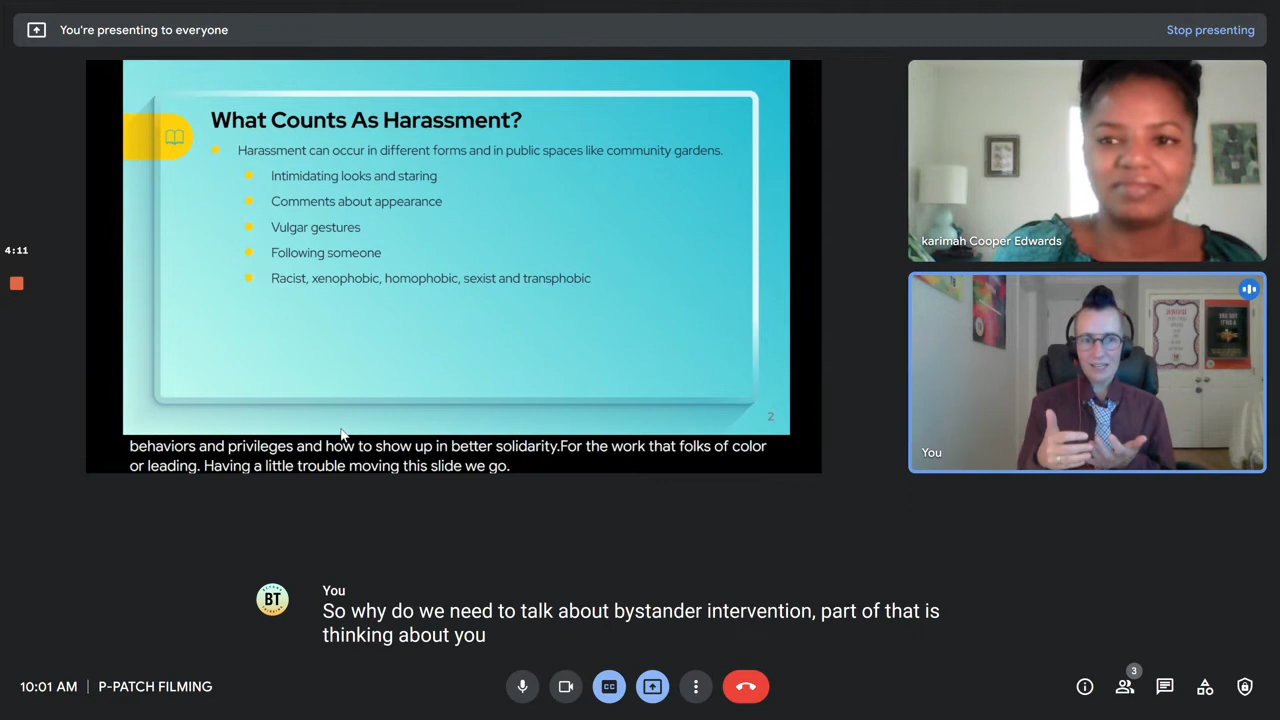 You're presenting to everyone
Stop presenting
What Counts As Harassment?
Harassment can occur in different forms and in public spaces like community gardens.
Intimidating looks and staring
Comments about appearance
Vulgar gestures
Following someone
Racist, xenophobic, homophobic, sexist and transphobic
2
behaviors and privileges and how to show up in better solidarity.For the work that folks of color
or leading. Having a little trouble moving this slide we go.
4:11
karimah Cooper Edwards
You
BT
You
So why do we need to talk about bystander intervention, part of that is
thinking about you
10:01 AM | P-PATCH FILMING
CC
3